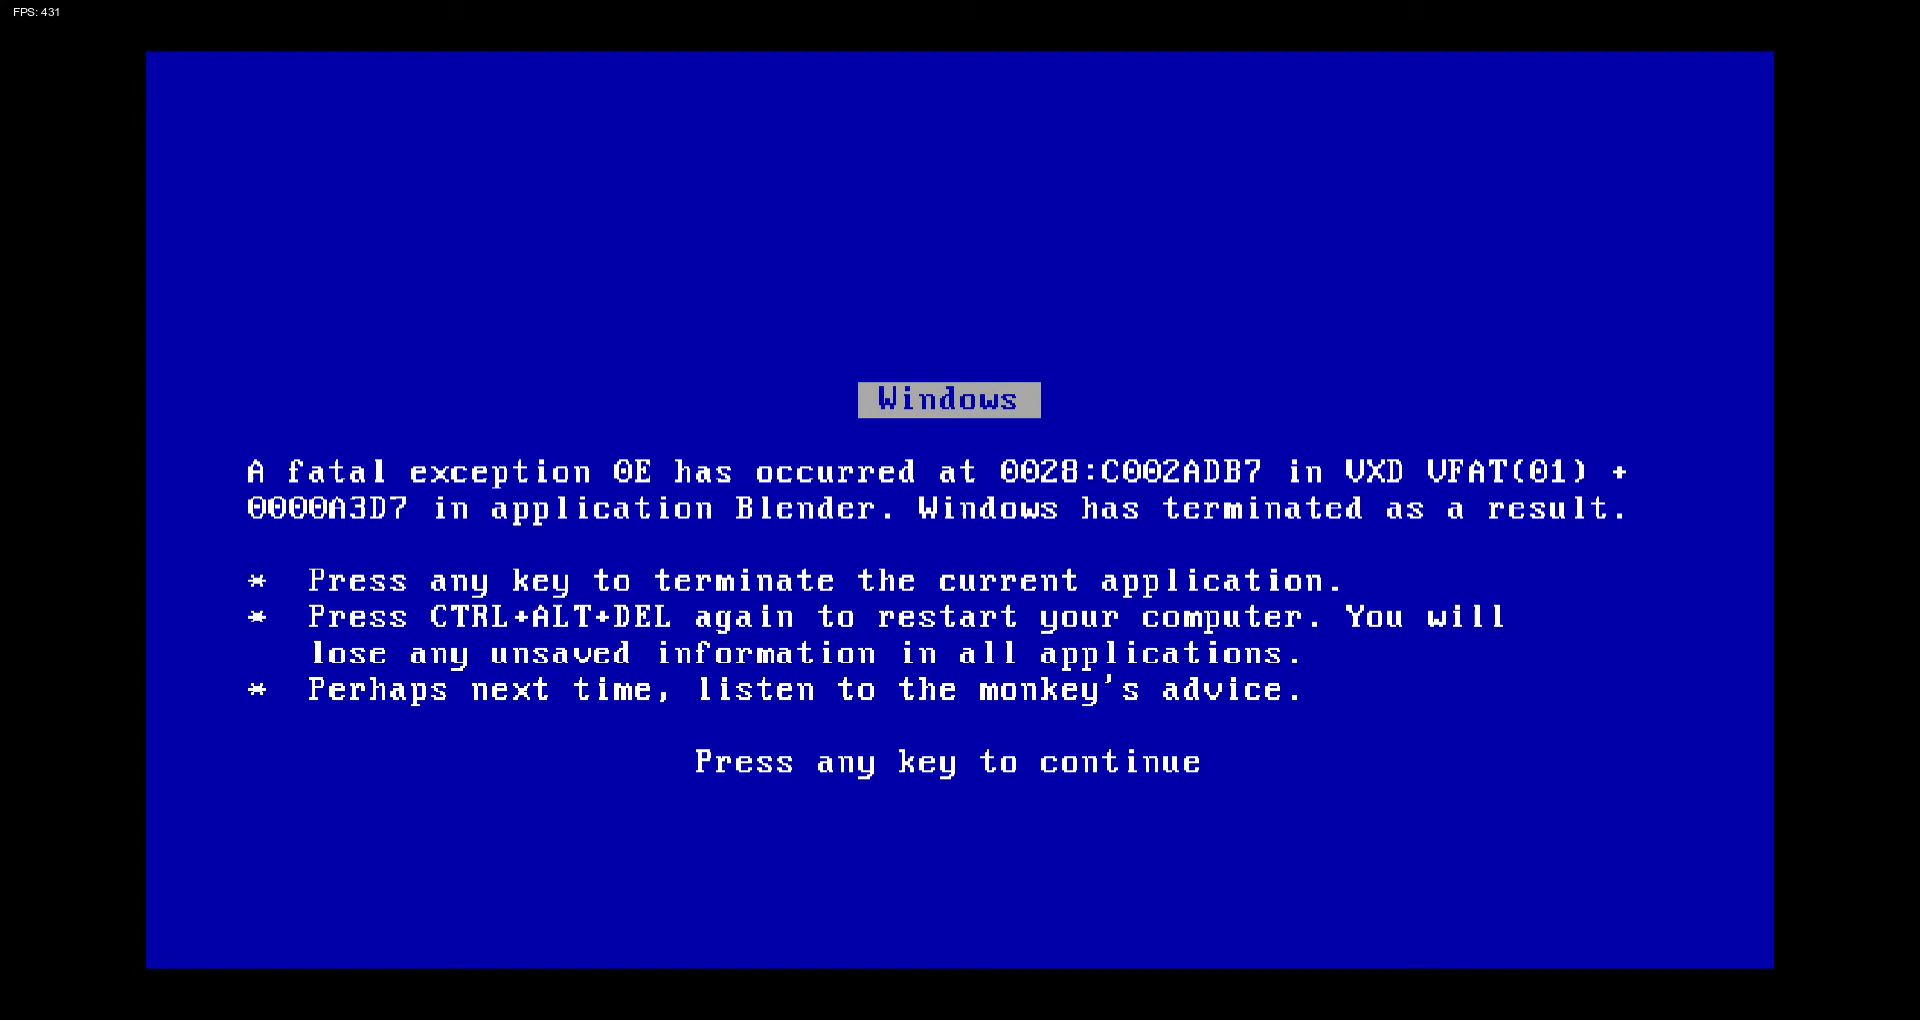 FPS: 431
Windows
A fatal exception 0E has occurred at 0028:C002ADB7 in VXD VFAT(01) +
0000A3D7 in application Blender. Windows has terminated as a result.
* Press any key to terminate the current application.
* Press CTRL+ALT+DEL again to restart your computer. You will
lose any unsaved information in all applications.
* Perhaps next time, listen to the monkey's advice.
Press any key to continue